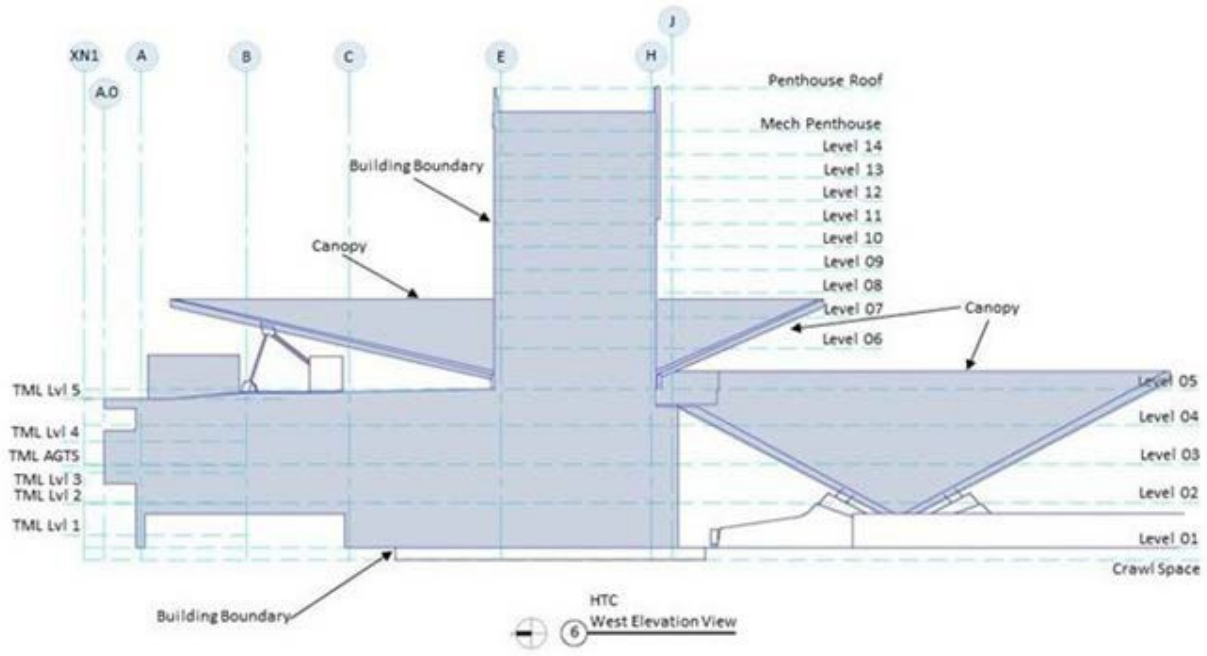 J
XN1
A
B
C
E
H
A.0
Penthouse Roof
Mech Penthouse
Level 14
Building Boundary
Level 13
Level 12
Level 11
Level 10
Canopy
Level 09
Level 08
Level 07
Canopy
Level 06
TML Lvl 5
Level 05
Level 04
TML Lvl 4
TML AGTS
Level 03
TML Lvl 3
TML Lvl 2
Level 02
TML Lvl 1
Level 01
Crawl Space
Building Boundary
HTC
6 West Elevation View